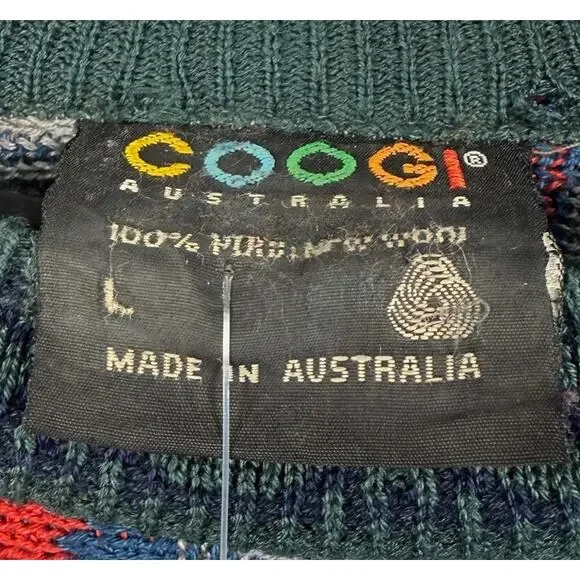 COOGI®
AUSTRALIA
100% PURE NEW WOOL
L
MADE IN AUSTRALIA